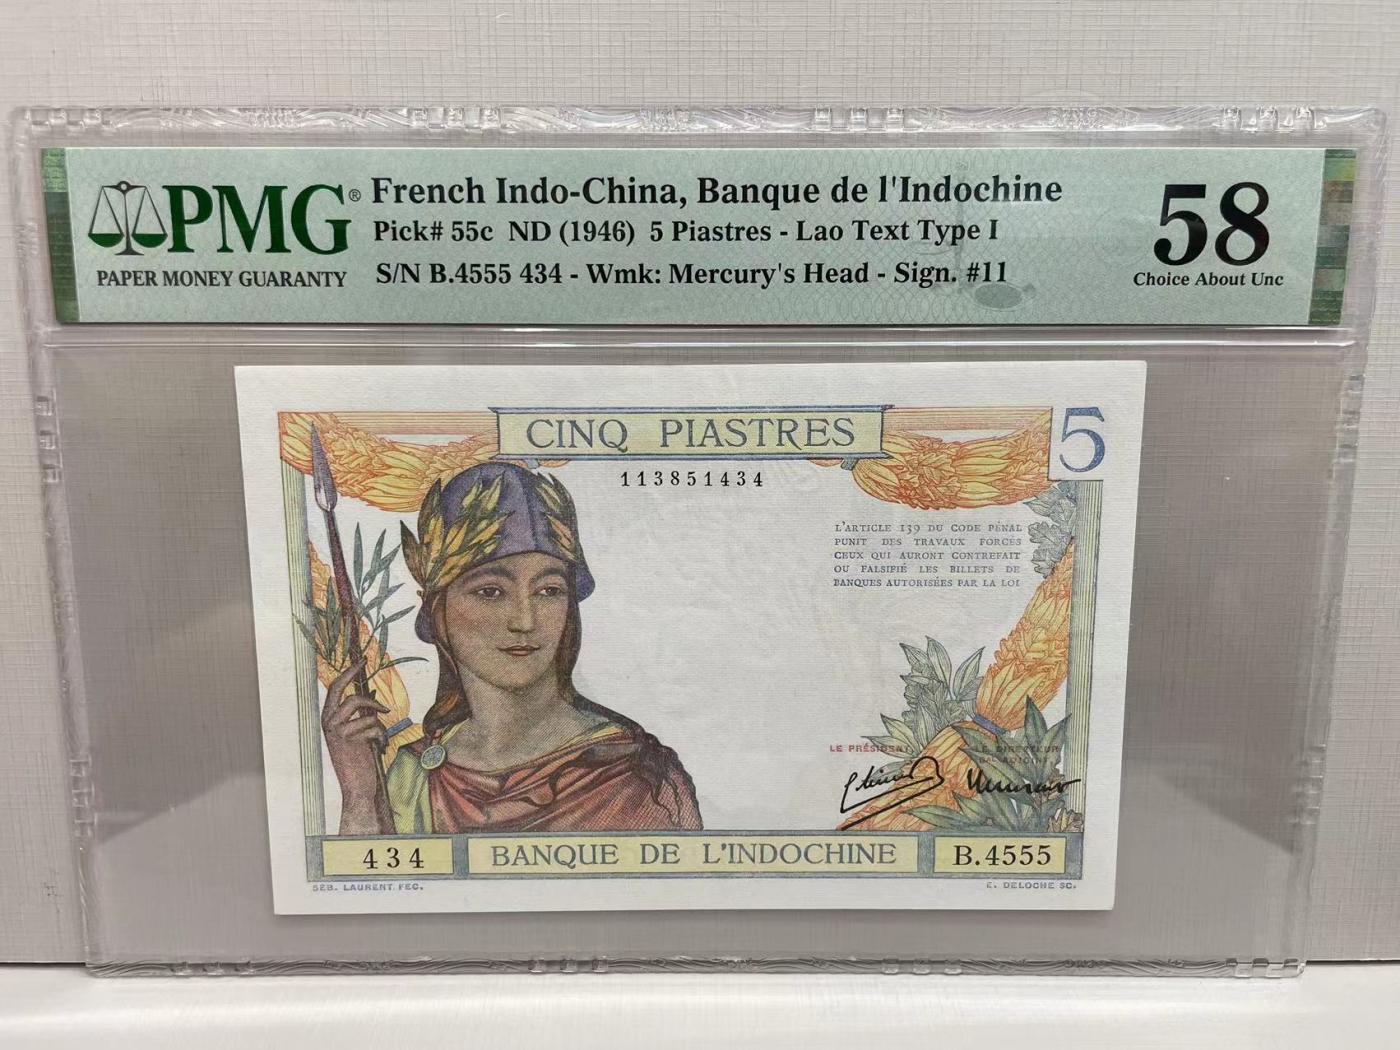 PMG®
PAPER MONEY GUARANTY
French Indo-China, Banque de l'Indochine
Pick# 55c ND (1946) 5 Piastres - Lao Text Type I
S/N B.4555 434 - Wmk: Mercury's Head - Sign. #11
58
Choice About Unc
CINQ PIASTRES
5
113851434
L'ARTICLE 139 DU CODE PÉNAL
PUNIT DES TRAVAUX FORCÉS
CEUX QUI AURONT CONTREFAIT
OU FALSIFIÉ LES BILLETS DE
BANQUES AUTORISÉES PAR LA LOI
LE PRÉSIDENT
LE DIRECTEUR
434
BANQUE DE L'INDOCHINE
B.4555
SÉB. LAURENT FEC.
E. DELOCHE SC.